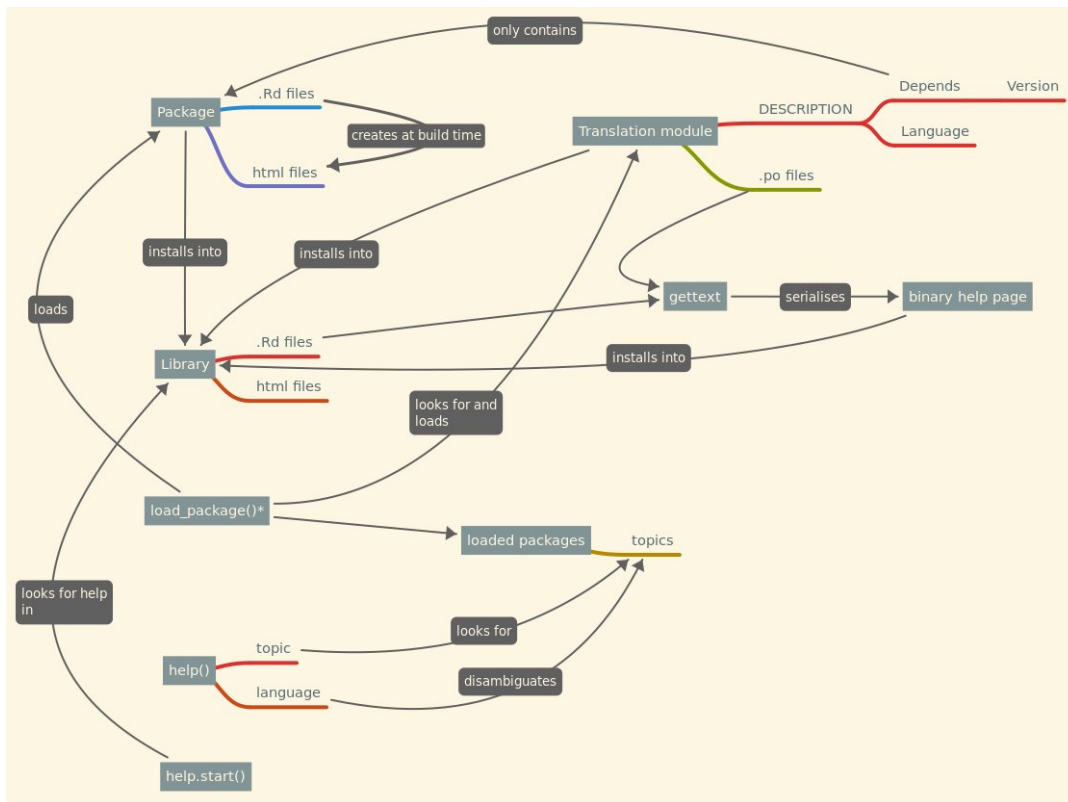 only contains
Depends
Version
.Rd files
Package
DESCRIPTION
Translation module
creates at build time
Language
html files
.po files
installs into
installs into
gettext
serialises
binary help page
loads
.Rd files
Library
installs into
html files
looks for and
loads
load_package()*
loaded packages
topics
looks for help
in
looks for
topic
help()
disambiguates
language
help.start()